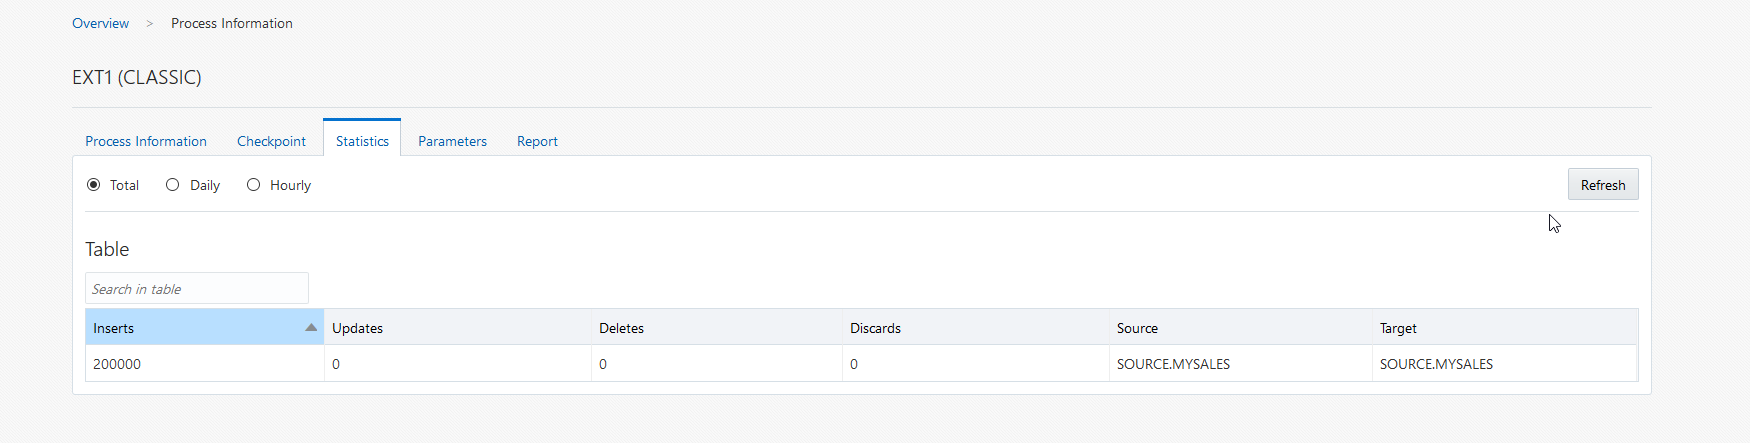 Overview > Process Information
EXT1 (CLASSIC)
Process Information Checkpoint Statistics Parameters Report
Total Daily Hourly Refresh
Table
Search in table
Inserts Updates Deletes Discards Source Target
200000 0 0 0 SOURCE.MYSALES SOURCE.MYSALES